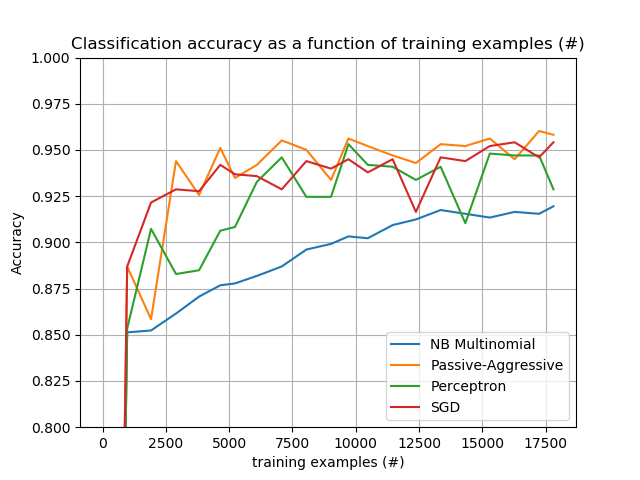 Classification accuracy as a function of training examples (#)
1.000
0.975
0.950
0.925
0.900
0.875
0.850
0.825
0.800
Accuracy
NB Multinomial
Passive-Aggressive
Perceptron
SGD
0 2500 5000 7500 10000 12500 15000 17500
training examples (#)